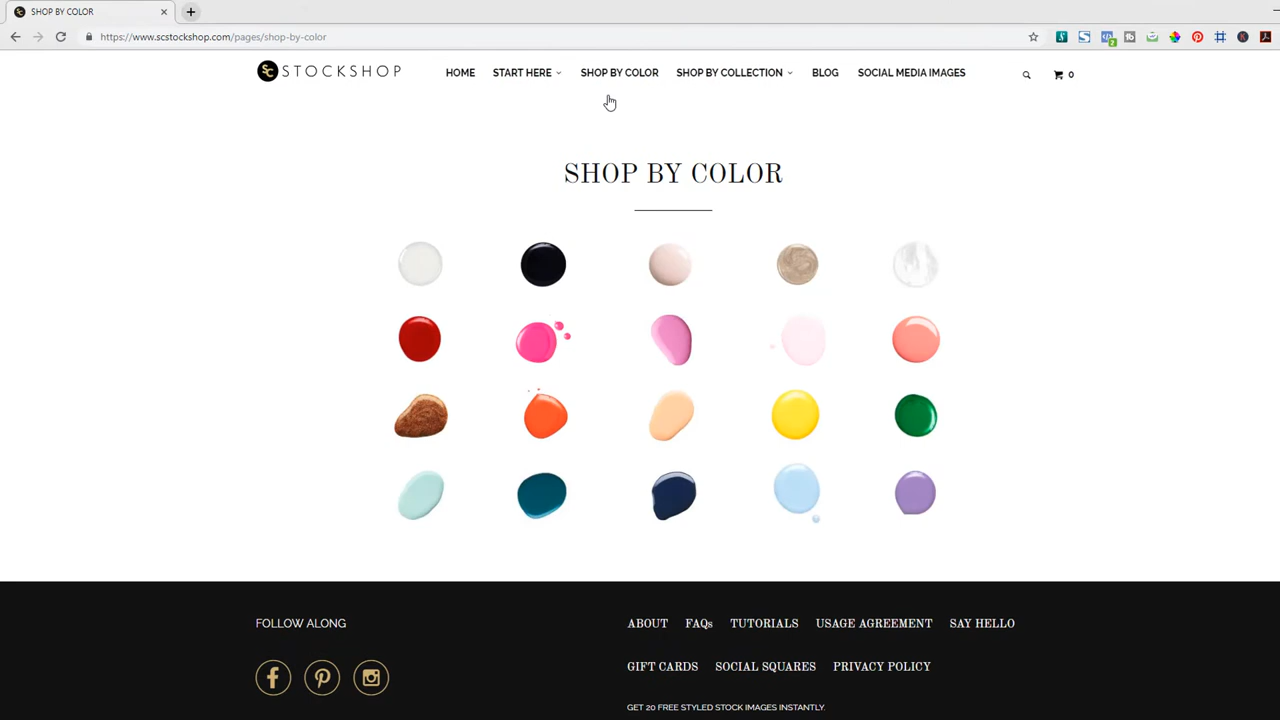 SHOP BY COLOR
https://www.scstockshop.com/pages/shop-by-color
2
SC STOCKSHOP
HOME
START HERE
SHOP BY COLOR
SHOP BY COLLECTION
BLOG
SOCIAL MEDIA IMAGES
0
SHOP BY COLOR
FOLLOW ALONG
ABOUT FAQs TUTORIALS USAGE AGREEMENT SAY HELLO
GIFT CARDS SOCIAL SQUARES PRIVACY POLICY
GET 20 FREE STYLED STOCK IMAGES INSTANTLY.